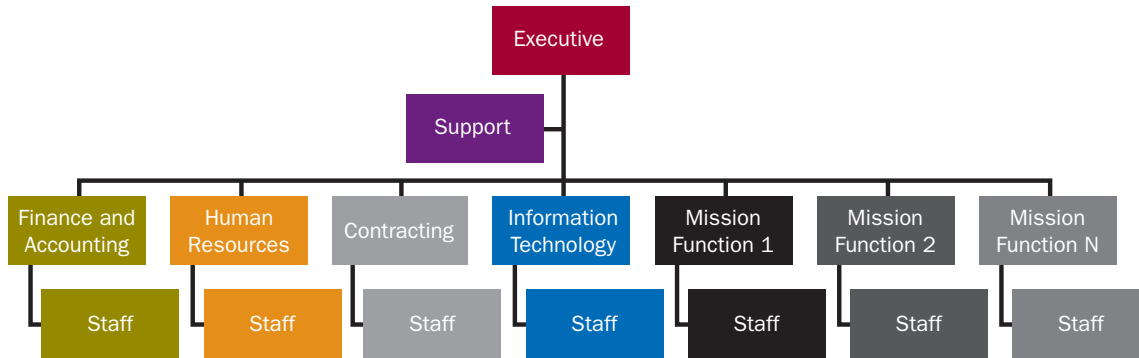 Executive
Support
Finance and
Accounting
Human
Resources
Contracting
Information
Technology
Mission
Function 1
Mission
Function 2
Mission
Function N
Staff
Staff
Staff
Staff
Staff
Staff
Staff